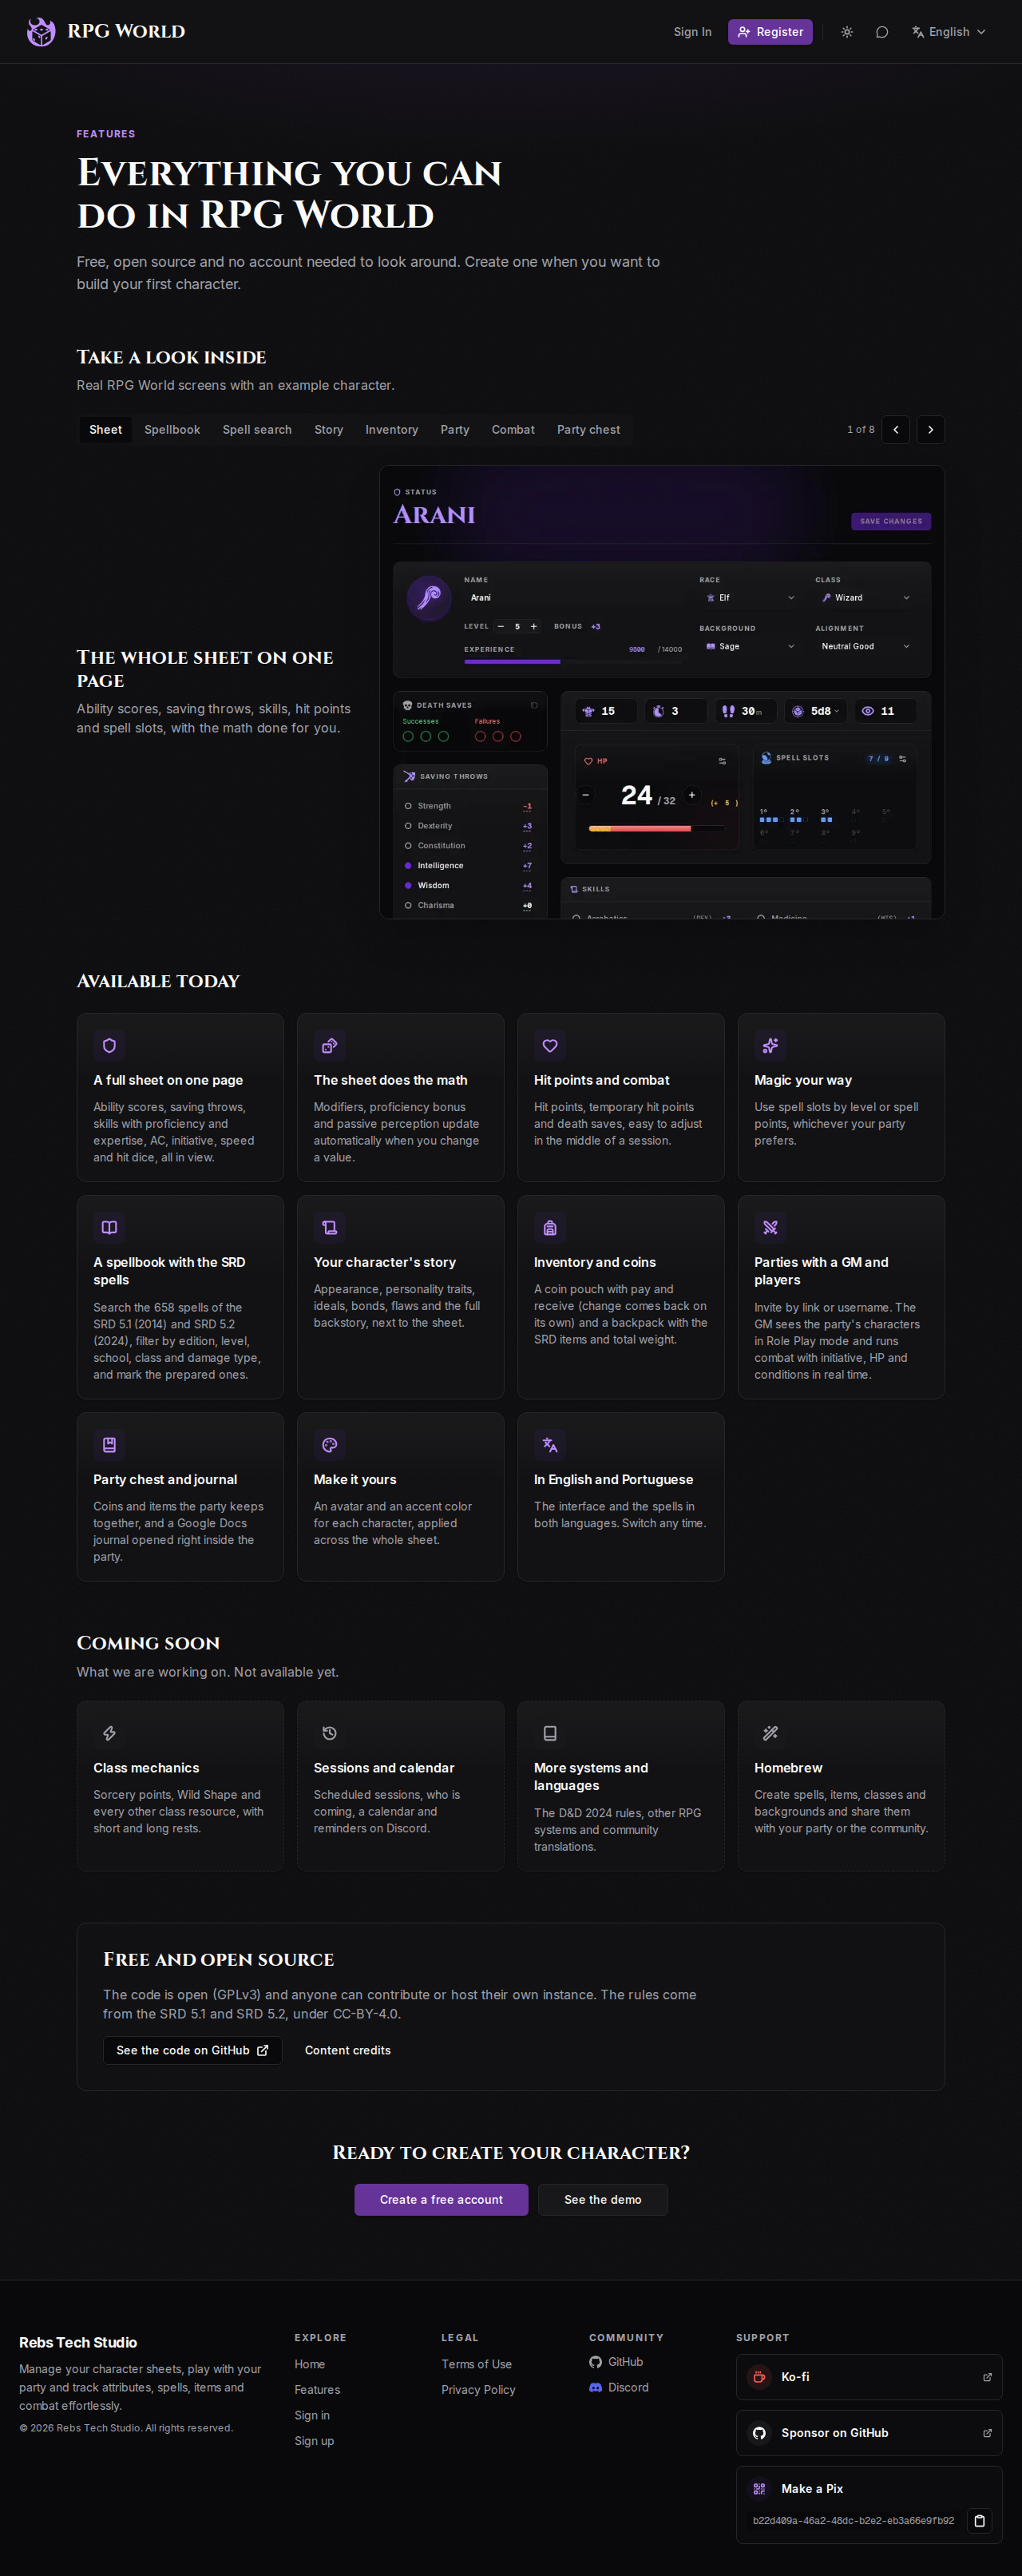 RPG World
Sign In
Register
English
FEATURES
Everything you can
do in RPG World
Free, open source and no account needed to look around. Create one when you want to
build your first character.
Take a look inside
Real RPG World screens with an example character.
Sheet
Spellbook
Spell search
Story
Inventory
Party
Combat
Party chest
1 of 8
The whole sheet on one
page
Ability scores, saving throws, skills, hit points
and spell slots, with the math done for you.
STATUS
Arani
SAVE CHANGES
NAME
Arani
RACE
Elf
CLASS
Wizard
LEVEL
5
BONUS
+3
BACKGROUND
Sage
ALIGNMENT
Neutral Good
EXPERIENCE
9800
/ 14000
DEATH SAVES
Successes
Failures
15
3
30 m
5d8
11
HP
24 / 32
(+ 5 )
SPELL SLOTS
7 / 9
1º 2º 3º 4º 5º
6º 7º 8º 9º
SAVING THROWS
Strength -1
Dexterity +3
Constitution +2
Intelligence +7
Wisdom +4
Charisma +0
SKILLS
Acrobatics (DEX) +3
Medicine (WIS) +1
Available today
A full sheet on one page
Ability scores, saving throws,
skills with proficiency and
expertise, AC, initiative, speed
and hit dice, all in view.
The sheet does the math
Modifiers, proficiency bonus
and passive perception update
automatically when you change
a value.
Hit points and combat
Hit points, temporary hit points
and death saves, easy to adjust
in the middle of a session.
Magic your way
Use spell slots by level or spell
points, whichever your party
prefers.
A spellbook with the SRD
spells
Search the 658 spells of the
SRD 5.1 (2014) and SRD 5.2
(2024), filter by edition, level,
school, class and damage type,
and mark the prepared ones.
Your character's story
Appearance, personality traits,
ideals, bonds, flaws and the full
backstory, next to the sheet.
Inventory and coins
A coin pouch with pay and
receive (change comes back on
its own) and a backpack with the
SRD items and total weight.
Parties with a GM and
players
Invite by link or username. The
GM sees the party's characters
in Role Play mode and runs
combat with initiative, HP and
conditions in real time.
Party chest and journal
Coins and items the party keeps
together, and a Google Docs
journal opened right inside the
party.
Make it yours
An avatar and an accent color
for each character, applied
across the whole sheet.
In English and Portuguese
The interface and the spells in
both languages. Switch any time.
Coming soon
What we are working on. Not available yet.
Class mechanics
Sorcery points, Wild Shape and
every other class resource, with
short and long rests.
Sessions and calendar
Scheduled sessions, who is
coming, a calendar and
reminders on Discord.
More systems and
languages
The D&D 2024 rules, other RPG
systems and community
translations.
Homebrew
Create spells, items, classes and
backgrounds and share them
with your party or the community.
Free and open source
The code is open (GPLv3) and anyone can contribute or host their own instance. The rules come
from the SRD 5.1 and SRD 5.2, under CC-BY-4.0.
See the code on GitHub
Content credits
Ready to create your character?
Create a free account
See the demo
Rebs Tech Studio
Manage your character sheets, play with your
party and track attributes, spells, items and
combat effortlessly.
© 2026 Rebs Tech Studio. All rights reserved.
EXPLORE
Home
Features
Sign in
Sign up
LEGAL
Terms of Use
Privacy Policy
COMMUNITY
GitHub
Discord
SUPPORT
Ko-fi
Sponsor on GitHub
Make a Pix
b22d409a-46a2-48dc-b2e2-eb3a66e9fb92